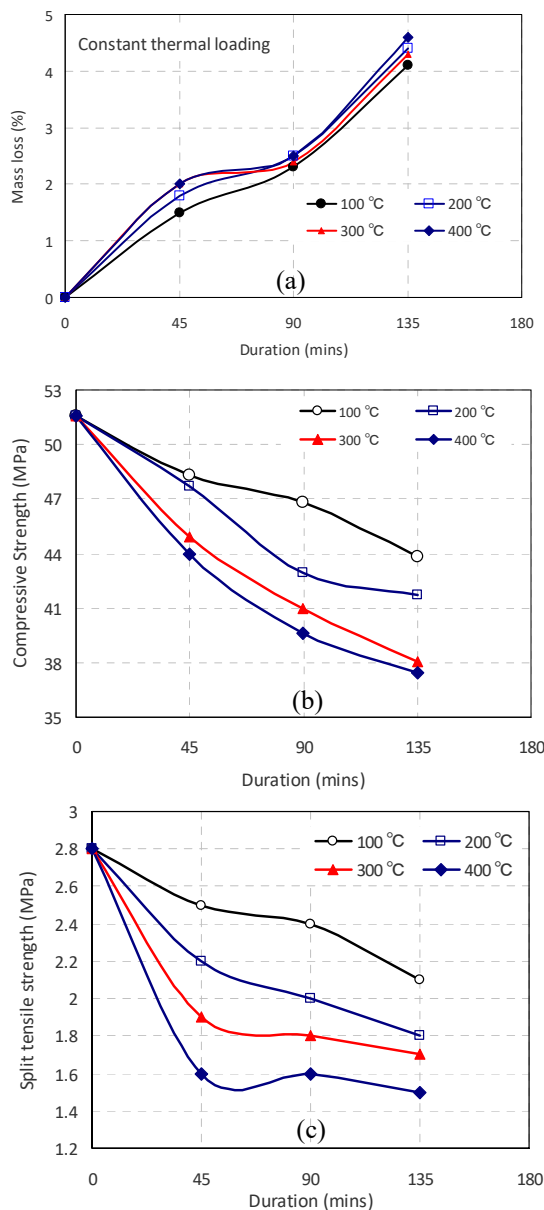 5
4
3
2
1
0
Mass loss (%)
Constant thermal loading
100 °C
200 °C
300 °C
400 °C
(a)
0 45 90 135 180
Duration (mins)
53
50
47
44
41
38
35
Compressive Strength (MPa)
100 °C
200 °C
300 °C
400 °C
(b)
0 45 90 135 180
Duration (mins)
3
2.8
2.6
2.4
2.2
2
1.8
1.6
1.4
1.2
Split tensile strength (MPa)
100 °C
200 °C
300 °C
400 °C
(c)
0 45 90 135 180
Duration (mins)